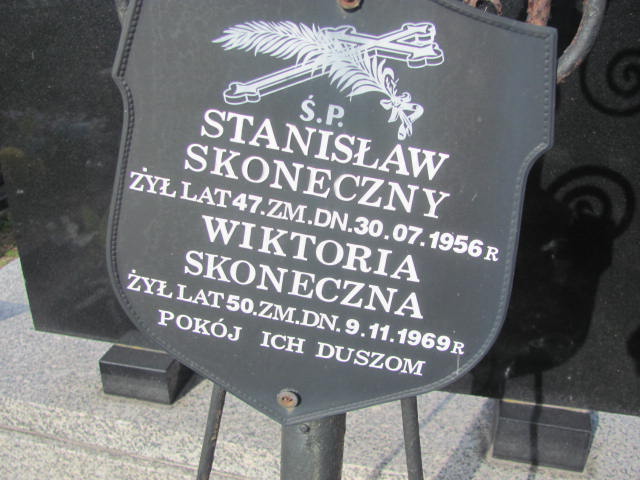 Ś.P.
STANISŁAW
SKONECZNY
ŻYŁ LAT 47. ZM. DN. 30.07.1956 R
WIKTORIA
SKONECZNA
ŻYŁ LAT 50. ZM. DN. 9.11.1969 R
POKÓJ ICH DUSZOM